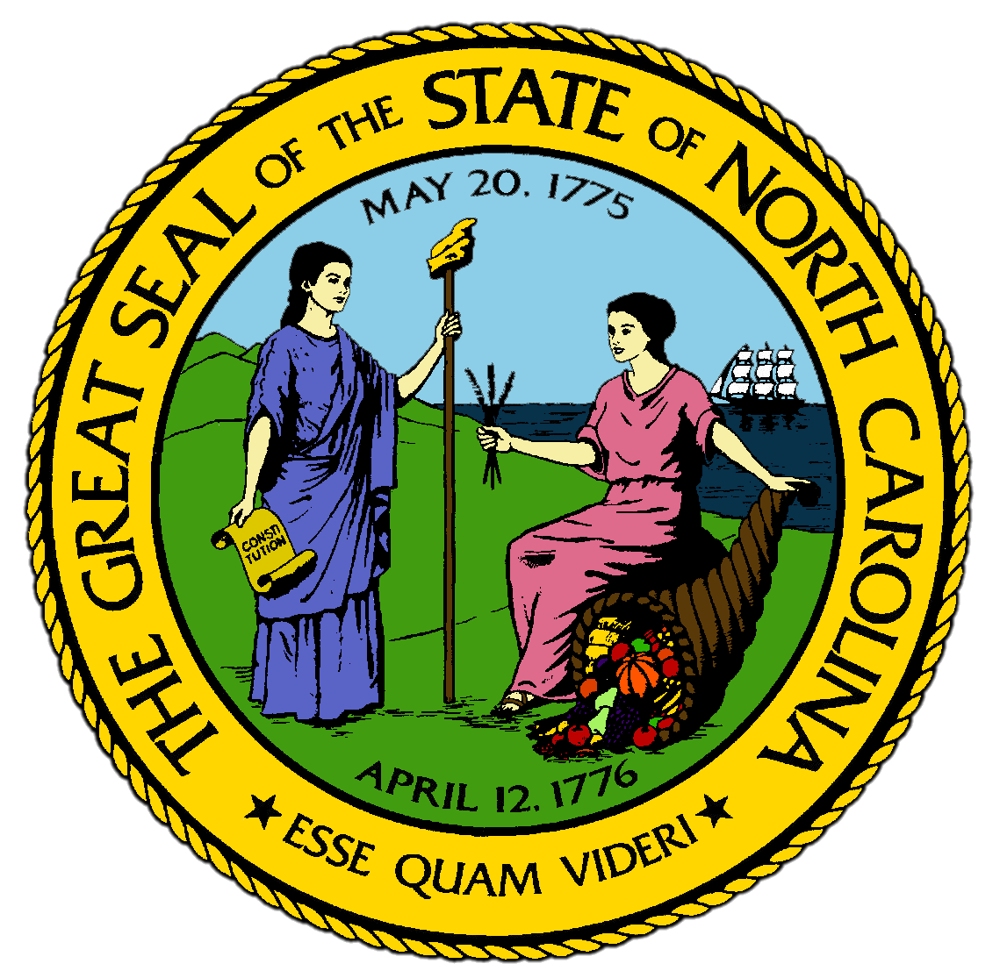 THE GREAT SEAL OF THE STATE OF NORTH CAROLINA
MAY 20, 1775
CONSTI
TUTION
APRIL 12, 1776
★ ESSE QUAM VIDERI ★